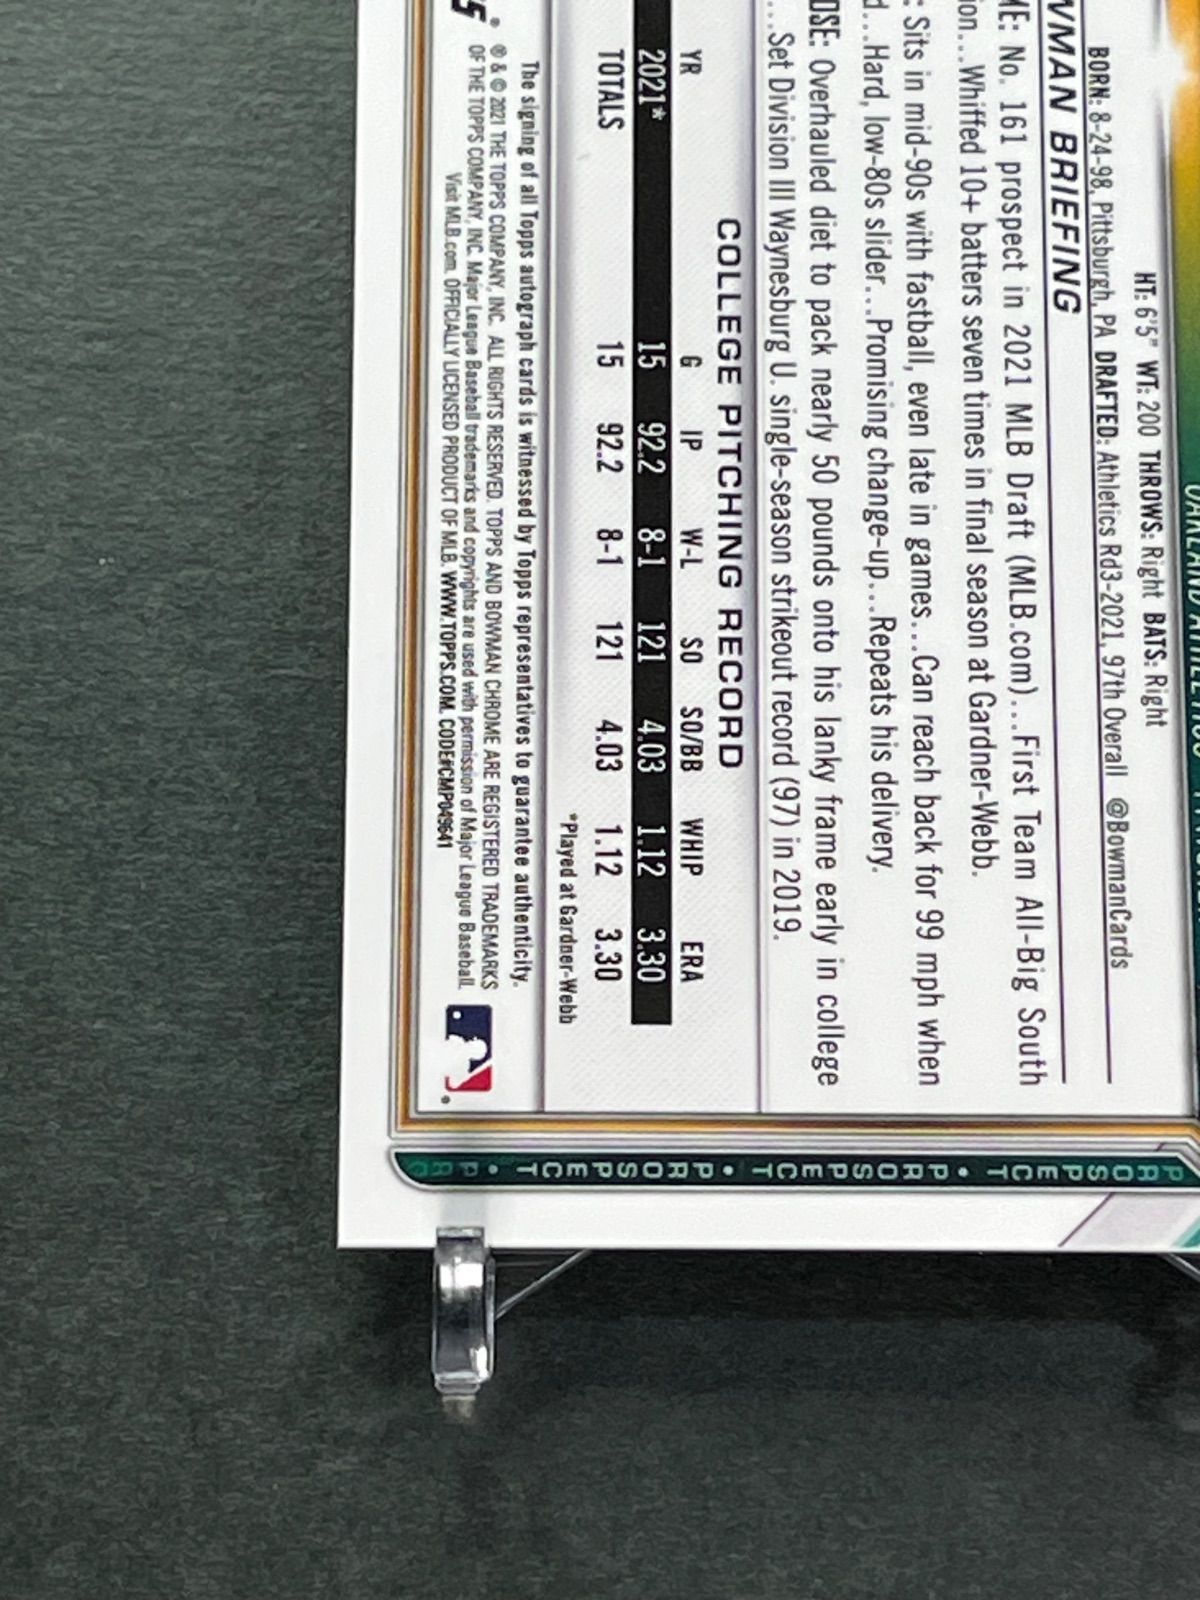 HT: 6'5" WT: 200 THROWS: Right BATS: Right
BORN: 8-24-98, Pittsburgh, PA DRAFTED: Athletics Rd3-2021, 97th Overall @BowmanCards
WMAN BRIEFING
ME: No. 161 prospect in 2021 MLB Draft (MLB.com)...First Team All-Big South
ion...Whiffed 10+ batters seven times in final season at Gardner-Webb.
: Sits in mid-90s with fastball, even late in games...Can reach back for 99 mph when
d...Hard, low-80s slider...Promising change-up...Repeats his delivery.
OSE: Overhauled diet to pack nearly 50 pounds onto his lanky frame early in college
...Set Division III Waynesburg U. single-season strikeout record (97) in 2019.
COLLEGE PITCHING RECORD
YR G IP W-L SO SO/BB WHIP ERA
2021* 15 92.2 8-1 121 4.03 1.12 3.30
TOTALS 15 92.2 8-1 121 4.03 1.12 3.30
*Played at Gardner-Webb
The signing of all Topps autograph cards is witnessed by Topps representatives to guarantee authenticity.
® & © 2021 THE TOPPS COMPANY, INC. ALL RIGHTS RESERVED. TOPPS AND BOWMAN CHROME ARE REGISTERED TRADEMARKS
OF THE TOPPS COMPANY, INC. Major League Baseball trademarks and copyrights are used with permission of Major League Baseball.
Visit MLB.com. OFFICIALLY LICENSED PRODUCT OF MLB. WWW.TOPPS.COM. CODE#CMP049641
PROSPECT • PROSPECT • PROSPECT • PR